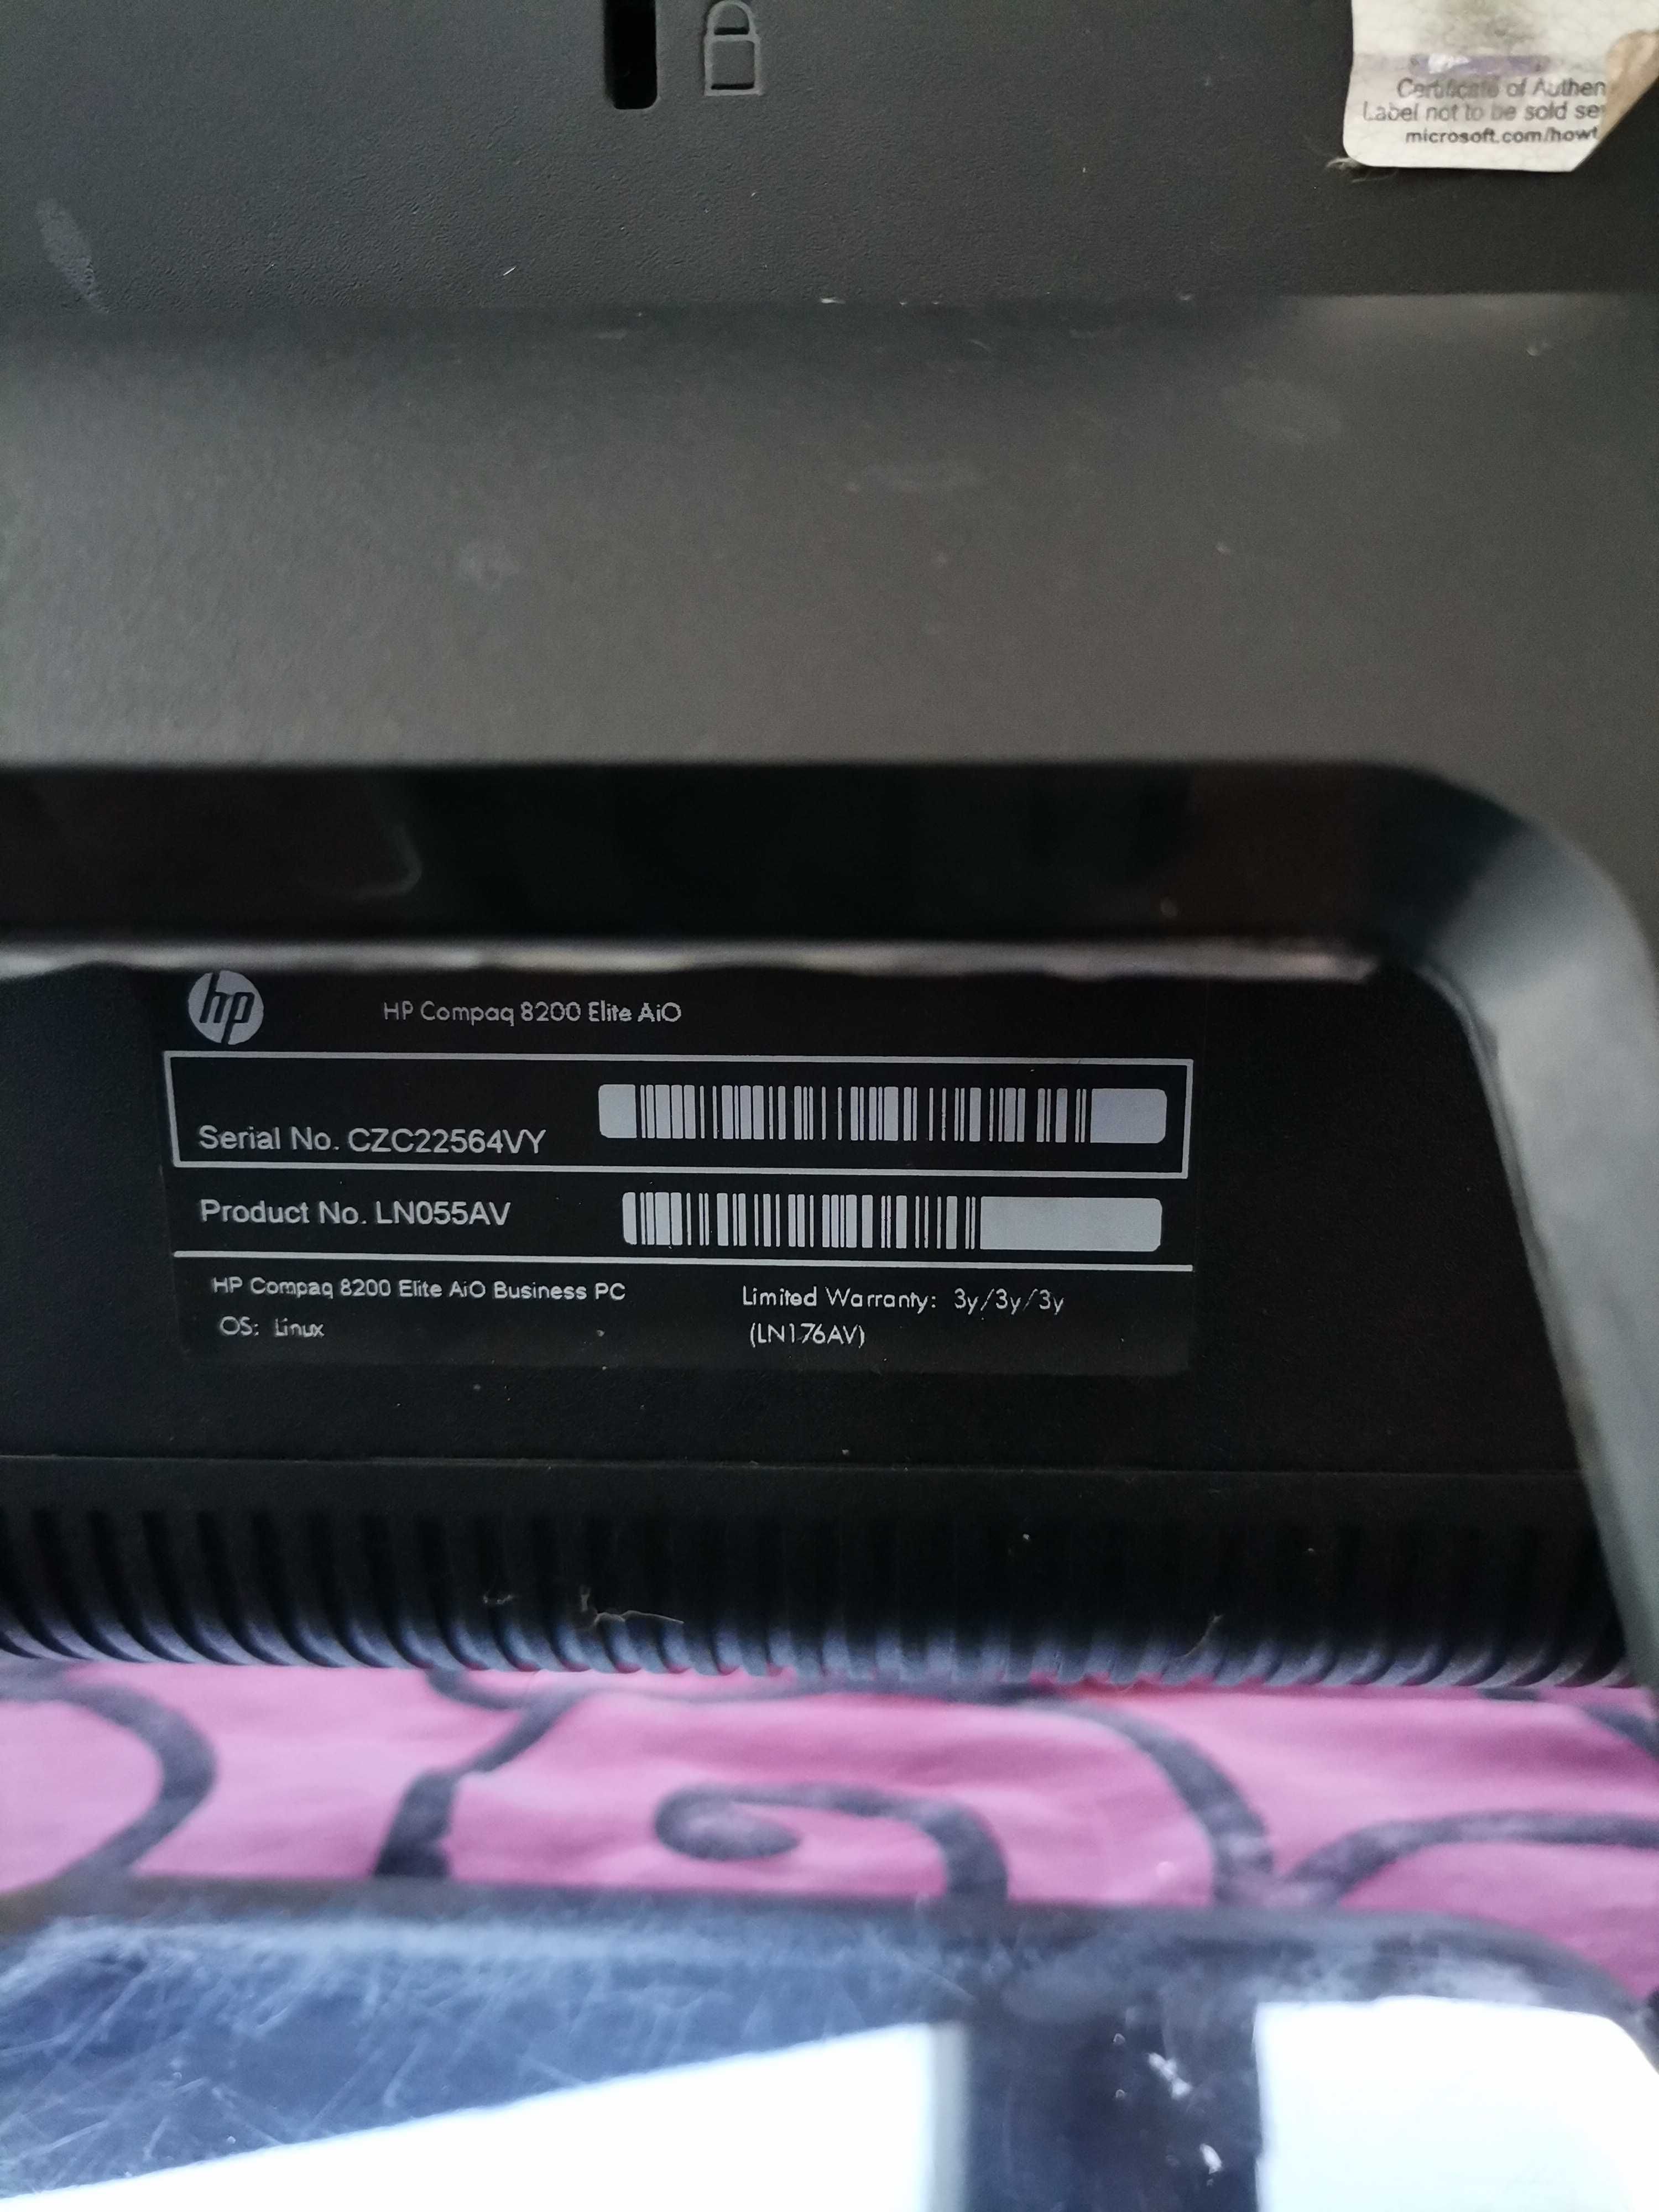 Certificate of Authen
Label not to be sold se
microsoft.com/howt
hp
HP Compaq 8200 Elite AiO
Serial No. CZC22564VY
Product No. LN055AV
HP Compaq 8200 Elite AiO Business PC
Limited Warranty: 3y/3y/3y
OS: Linux
(LN176AV)